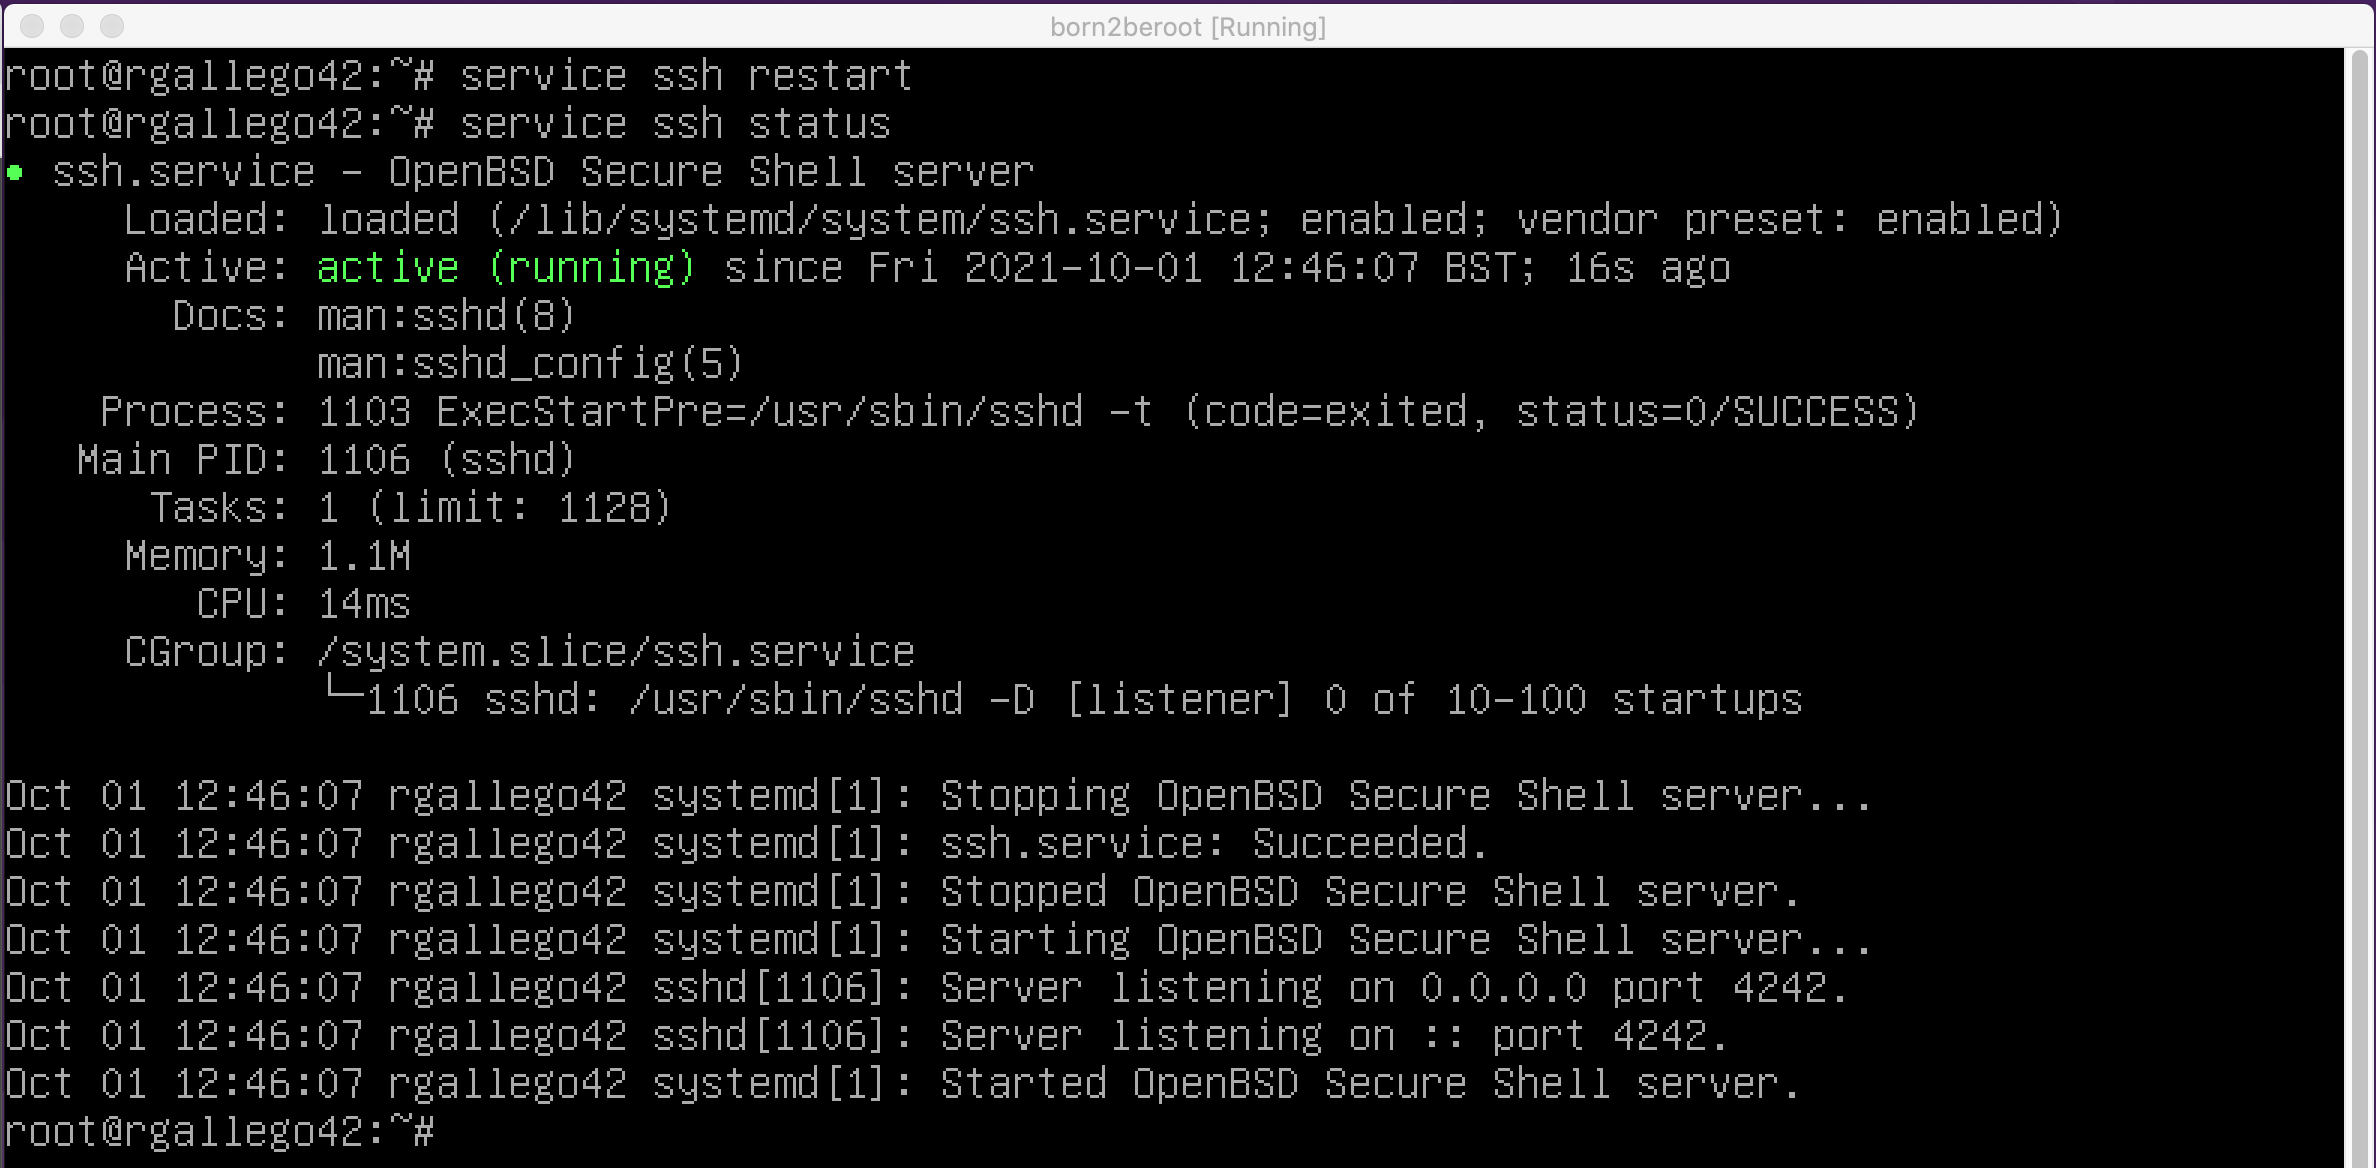 born2beroot [Running]
root@rgallego42:~# service ssh restart
root@rgallego42:~# service ssh status
● ssh.service - OpenBSD Secure Shell server
     Loaded: loaded (/lib/systemd/system/ssh.service; enabled; vendor preset: enabled)
     Active: active (running) since Fri 2021-10-01 12:46:07 BST; 16s ago
       Docs: man:sshd(8)
             man:sshd_config(5)
    Process: 1103 ExecStartPre=/usr/sbin/sshd -t (code=exited, status=0/SUCCESS)
   Main PID: 1106 (sshd)
      Tasks: 1 (limit: 1128)
     Memory: 1.1M
        CPU: 14ms
     CGroup: /system.slice/ssh.service
             └─1106 sshd: /usr/sbin/sshd -D [listener] 0 of 10-100 startups
Oct 01 12:46:07 rgallego42 systemd[1]: Stopping OpenBSD Secure Shell server...
Oct 01 12:46:07 rgallego42 systemd[1]: ssh.service: Succeeded.
Oct 01 12:46:07 rgallego42 systemd[1]: Stopped OpenBSD Secure Shell server.
Oct 01 12:46:07 rgallego42 systemd[1]: Starting OpenBSD Secure Shell server...
Oct 01 12:46:07 rgallego42 sshd[1106]: Server listening on 0.0.0.0 port 4242.
Oct 01 12:46:07 rgallego42 sshd[1106]: Server listening on :: port 4242.
Oct 01 12:46:07 rgallego42 systemd[1]: Started OpenBSD Secure Shell server.
root@rgallego42:~#